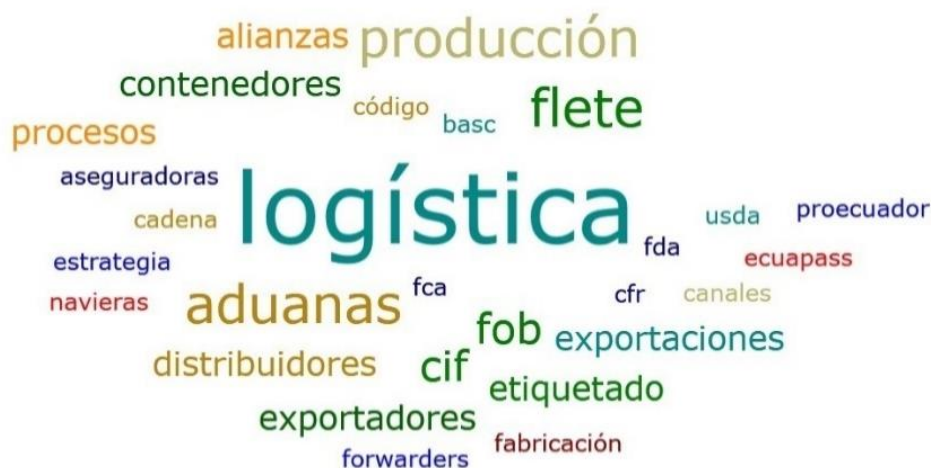 alianzas producción
contenedores
código
basc
flete
procesos
aseguradoras
logística
cadena
usda
proecuador
fda
estrategia
ecuapass
navieras
aduanas
fca
cfr
canales
fob
exportaciones
distribuidores
cif
etiquetado
exportadores
fabricación
forwarders